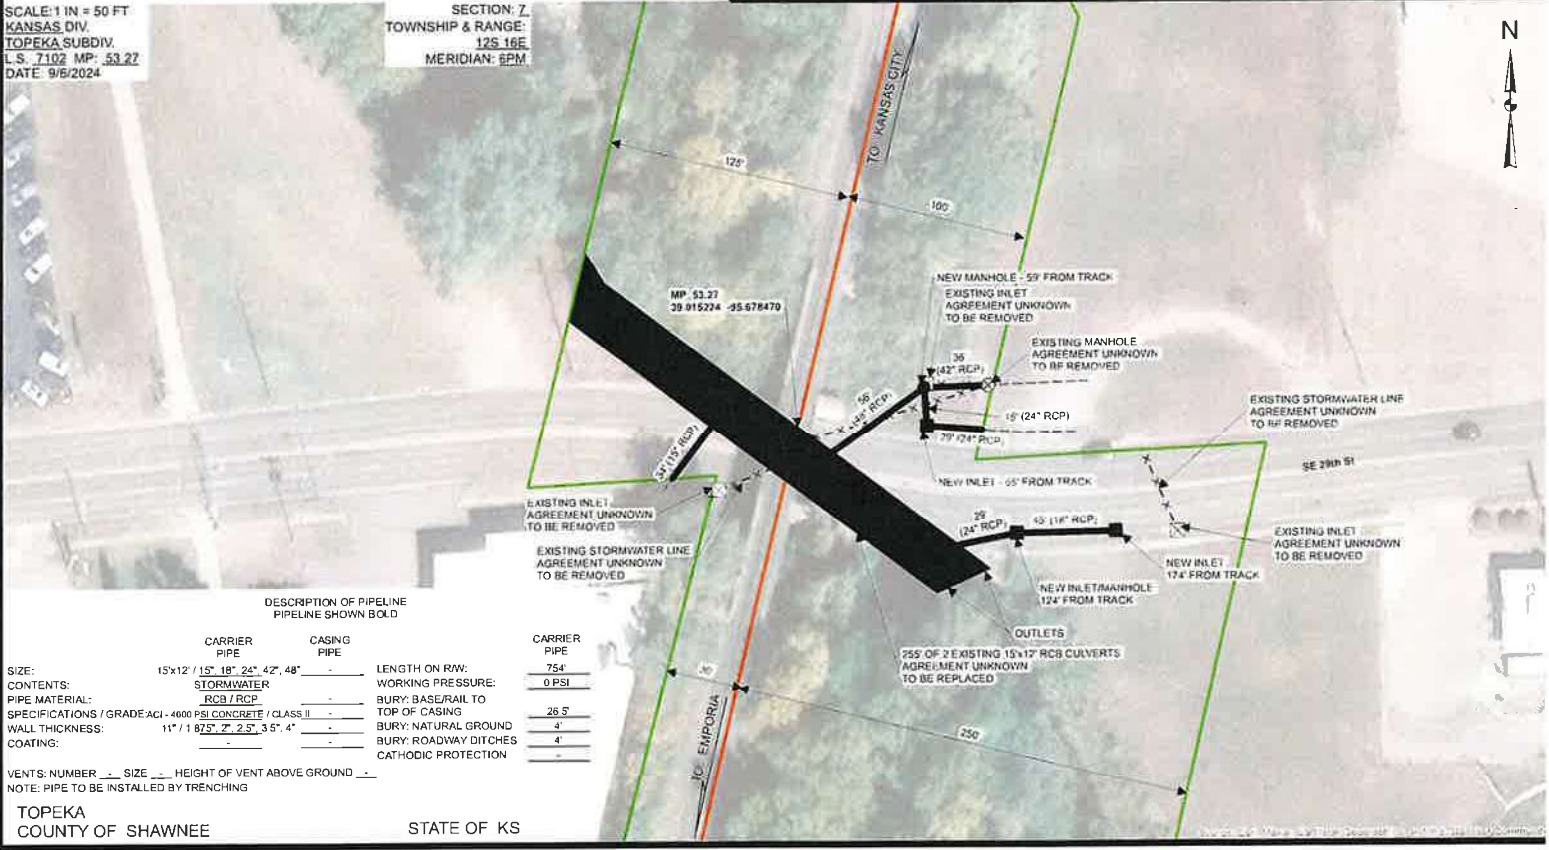 SCALE:1 IN = 50 FT
KANSAS DIV.
TOPEKA SUBDIV.
L.S. 7102 MP: 53.27
DATE: 9/6/2024
SECTION: 7
TOWNSHIP & RANGE:
12S 16E
MERIDIAN: 6PM
N
TO KANSAS CITY
125'
100'
MP 53.27
39.015224 -95.678470
NEW MANHOLE - 59' FROM TRACK
EXISTING INLET
AGREEMENT UNKNOWN
TO BE REMOVED
EXISTING MANHOLE
AGREEMENT UNKNOWN
TO BE REMOVED
36
(42" RCP)
56'
(48" RCP)
15' (24" RCP)
29' (24" RCP)
EXISTING STORMWATER LINE
AGREEMENT UNKNOWN
TO BE REMOVED
SE 29th St
34' (15" RCP)
NEW INLET - 65' FROM TRACK
EXISTING INLET
AGREEMENT UNKNOWN
TO BE REMOVED
29'
(24" RCP)
45' (18" RCP)
EXISTING INLET
AGREEMENT UNKNOWN
TO BE REMOVED
EXISTING STORMWATER LINE
AGREEMENT UNKNOWN
TO BE REMOVED
NEW INLET
174' FROM TRACK
NEW INLET/MANHOLE
124' FROM TRACK
OUTLETS
255' OF 2 EXISTING 15'x12' RCB CULVERTS
AGREEMENT UNKNOWN
TO BE REPLACED
250'
TO EMPORIA
DESCRIPTION OF PIPELINE
PIPELINE SHOWN BOLD
CARRIER PIPE CASING PIPE CARRIER PIPE
SIZE: 15'x12' / 15", 18", 24", 42", 48" - LENGTH ON R/W: 754'
CONTENTS: STORMWATER WORKING PRESSURE: 0 PSI
PIPE MATERIAL: RCB / RCP - BURY: BASE/RAIL TO
SPECIFICATIONS / GRADE: ACI - 4000 PSI CONCRETE / CLASS II - TOP OF CASING 26.5'
WALL THICKNESS: 11" / 1.875", 2", 2.5", 3.5", 4" - BURY: NATURAL GROUND 4'
COATING: - - BURY: ROADWAY DITCHES 4'
CATHODIC PROTECTION -
VENTS: NUMBER - SIZE - HEIGHT OF VENT ABOVE GROUND -
NOTE: PIPE TO BE INSTALLED BY TRENCHING
TOPEKA
COUNTY OF SHAWNEE STATE OF KS